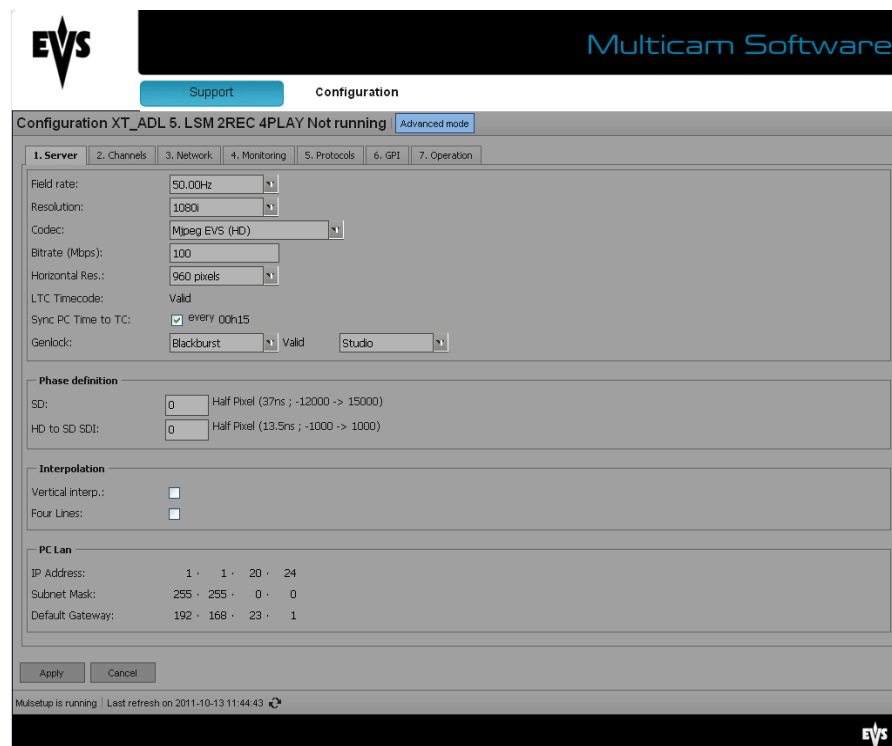 EVS
Multicam Software
Support Configuration
Configuration XT_ADL 5. LSM 2REC 4PLAY Not running Advanced mode
1. Server 2. Channels 3. Network 4. Monitoring 5. Protocols 6. GPI 7. Operation
Field rate: 50.00Hz
Resolution: 1080i
Codec: Mjpeg EVS (HD)
Bitrate (Mbps): 100
Horizontal Res.: 960 pixels
LTC Timecode: Valid
Sync PC Time to TC: every 00h15
Genlock: Blackburst Valid Studio
Phase definition
SD: 0 Half Pixel (37ns ; -12000 -> 15000)
HD to SD SDI: 0 Half Pixel (13.5ns ; -1000 -> 1000)
Interpolation
Vertical interp.:
Four Lines:
PC Lan
IP Address: 1 · 1 · 20 · 24
Subnet Mask: 255 · 255 · 0 · 0
Default Gateway: 192 · 168 · 23 · 1
Apply Cancel
Mulsetup is running Last refresh on 2011-10-13 11:44:43
EVS